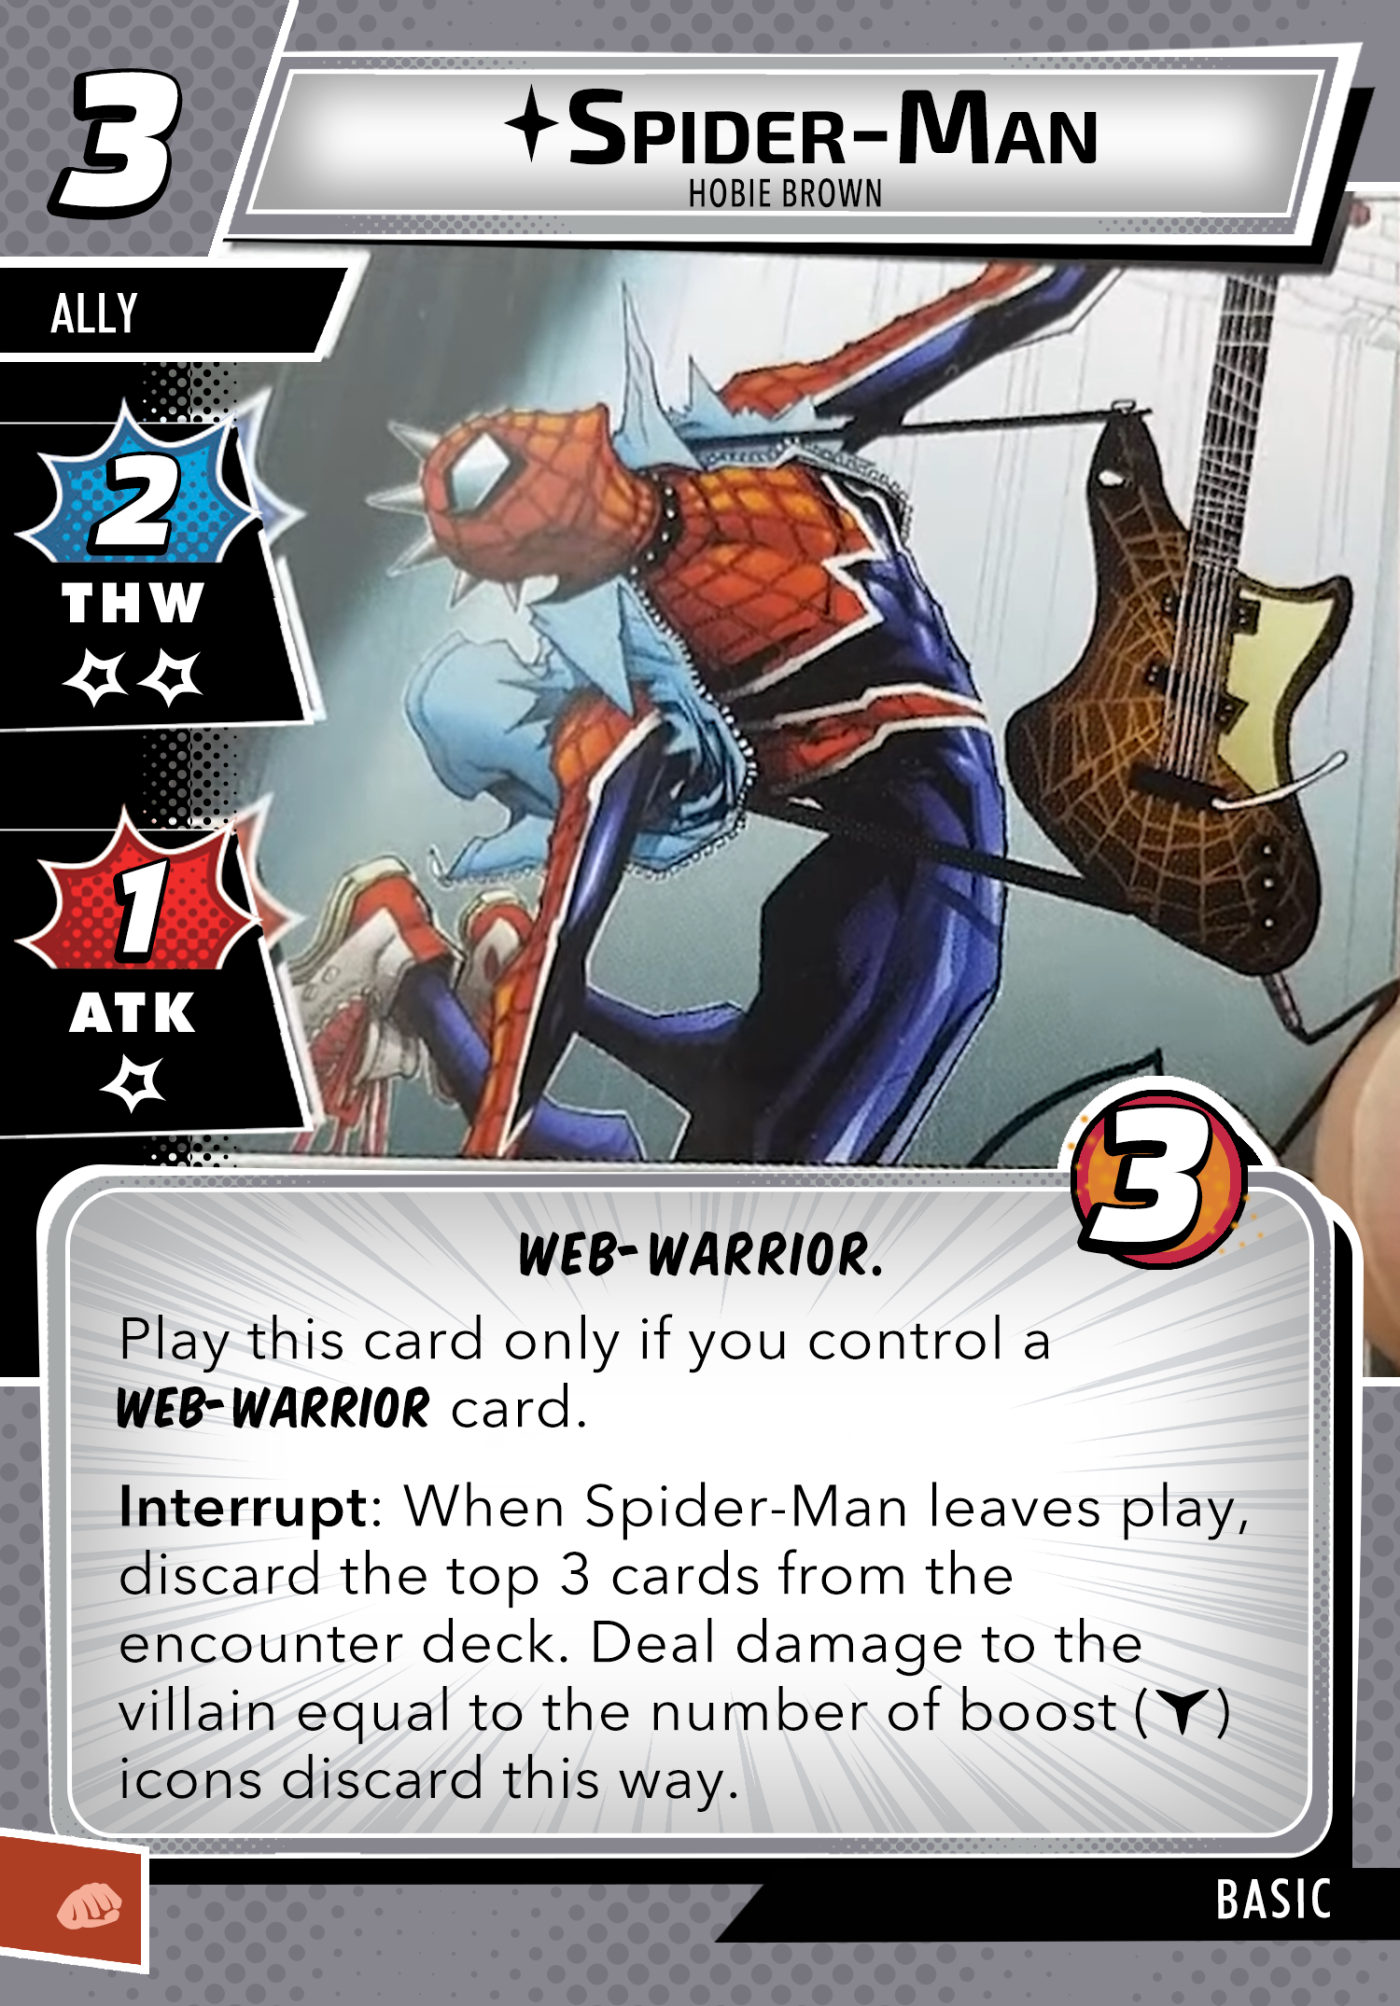 3
SPIDER-MAN
HOBIE BROWN
ALLY
2
THW
1
ATK
3
WEB-WARRIOR.
Play this card only if you control a
WEB-WARRIOR card.
Interrupt: When Spider-Man leaves play,
discard the top 3 cards from the
encounter deck. Deal damage to the
villain equal to the number of boost ( )
icons discard this way.
BASIC